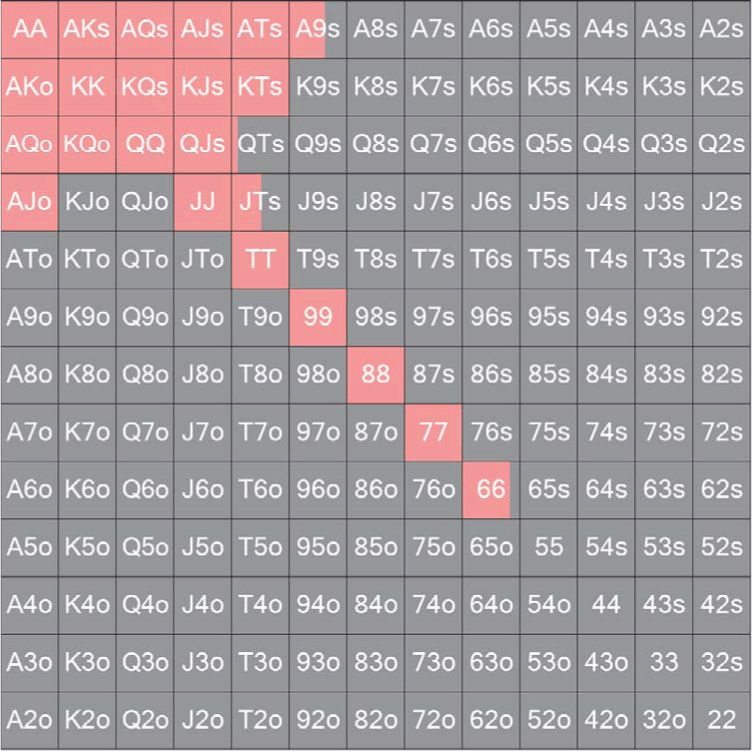 AA AKs AQs AJs ATs A9s A8s A7s A6s A5s A4s A3s A2s
AKo KK KQs KJs KTs K9s K8s K7s K6s K5s K4s K3s K2s
AQo KQo QQ QJs QTs Q9s Q8s Q7s Q6s Q5s Q4s Q3s Q2s
AJo KJo QJo JJ JTs J9s J8s J7s J6s J5s J4s J3s J2s
ATo KTo QTo JTo TT T9s T8s T7s T6s T5s T4s T3s T2s
A9o K9o Q9o J9o T9o 99 98s 97s 96s 95s 94s 93s 92s
A8o K8o Q8o J8o T8o 98o 88 87s 86s 85s 84s 83s 82s
A7o K7o Q7o J7o T7o 97o 87o 77 76s 75s 74s 73s 72s
A6o K6o Q6o J6o T6o 96o 86o 76o 66 65s 64s 63s 62s
A5o K5o Q5o J5o T5o 95o 85o 75o 65o 55 54s 53s 52s
A4o K4o Q4o J4o T4o 94o 84o 74o 64o 54o 44 43s 42s
A3o K3o Q3o J3o T3o 93o 83o 73o 63o 53o 43o 33 32s
A2o K2o Q2o J2o T2o 92o 82o 72o 62o 52o 42o 32o 22